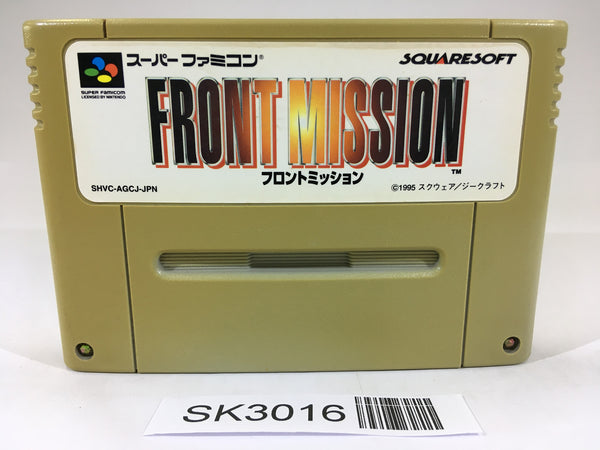 スーパーファミコン®
SQUARESOFT
SUPER FAMICOM
LICENSED BY NINTENDO
FRONT MISSION
TM
フロントミッション
SHVC-AGCJ-JPN
©1995 スクウェア/ジークラフト
SK3016